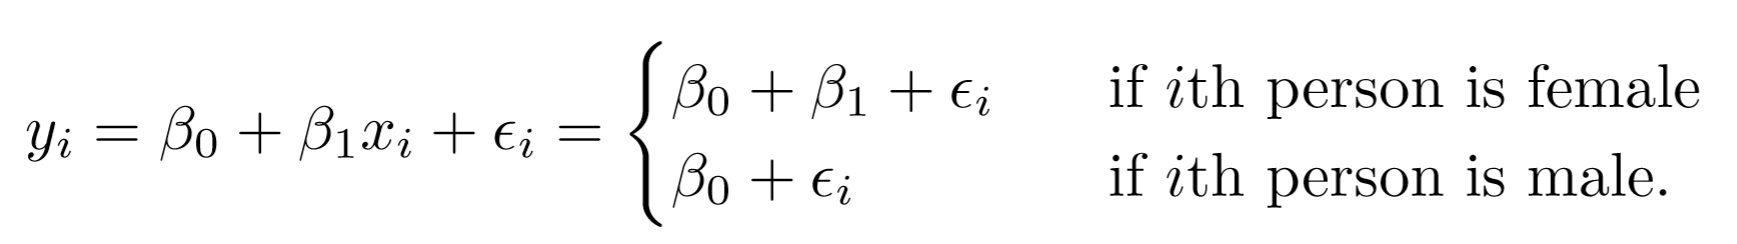 yᵢ = β₀ + β₁xᵢ + ϵᵢ = { β₀ + β₁ + ϵᵢ if ith person is female
β₀ + ϵᵢ if ith person is male.